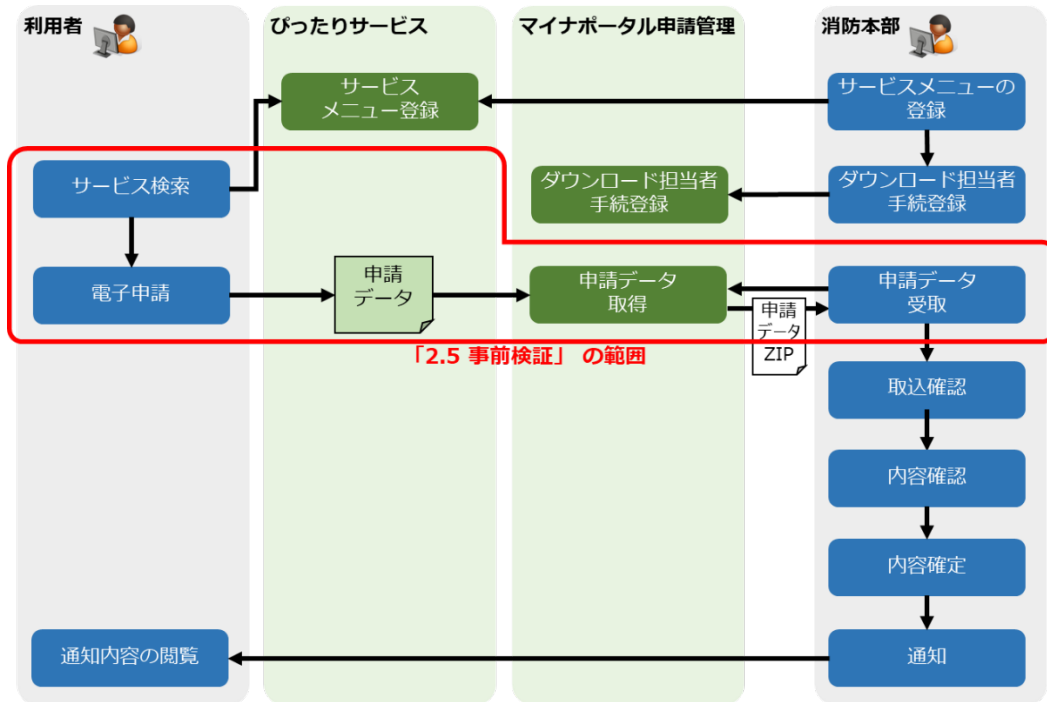 利用者
ぴったりサービス
マイナポータル申請管理
消防本部
サービス
メニュー登録
サービスメニューの
登録
サービス検索
ダウンロード担当者
手続登録
ダウンロード担当者
手続登録
電子申請
申請
データ
申請データ
取得
申請データ
受取
申請
データ
ZIP
「2.5 事前検証」 の範囲
取込確認
内容確認
内容確定
通知内容の閲覧
通知